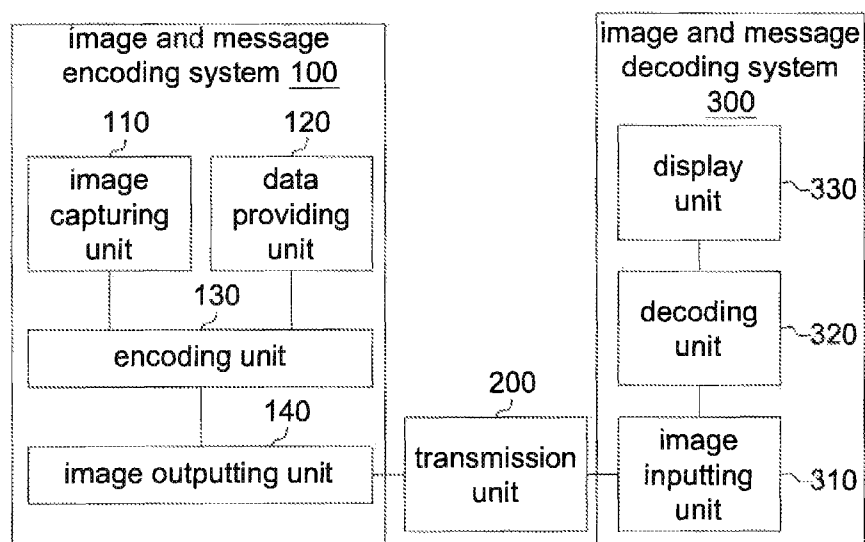 image and message
encoding system 100
110
120
image
capturing
unit
data
providing
unit
130
encoding unit
140
image outputting unit
200
transmission
unit
image and message
decoding system
300
display
unit
330
decoding
unit
320
image
inputting
unit
310